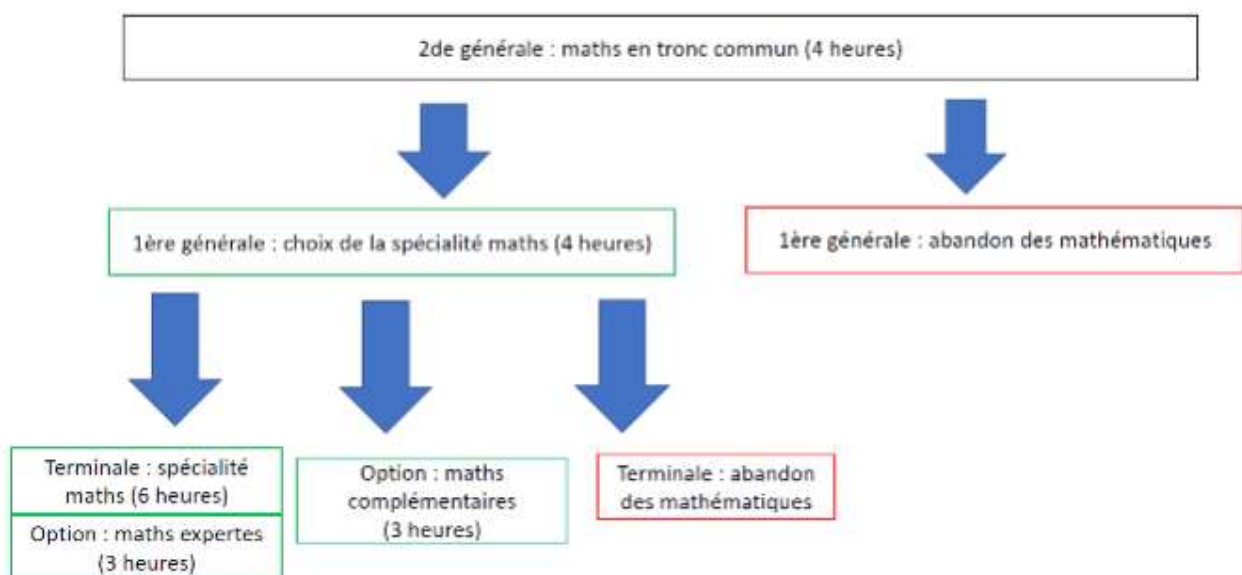 2de générale : maths en tronc commun (4 heures)
1ère générale : choix de la spécialité maths (4 heures)
1ère générale : abandon des mathématiques
Terminale : spécialité
maths (6 heures)
Option : maths expertes
(3 heures)
Option : maths
complémentaires
(3 heures)
Terminale : abandon
des mathématiques